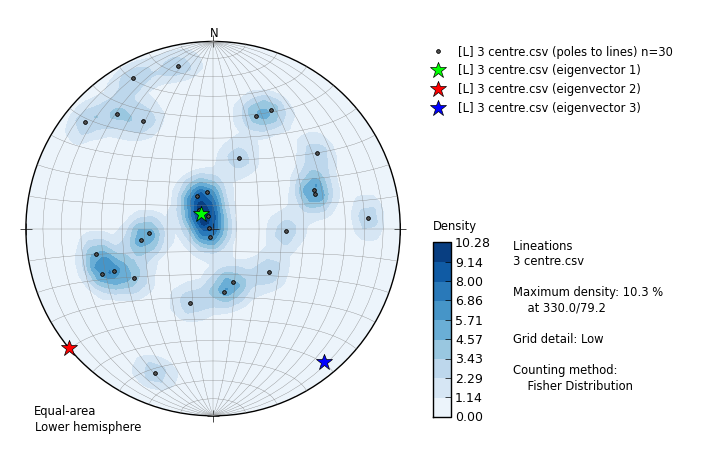 N
[L] 3 centre.csv (poles to lines) n=30
[L] 3 centre.csv (eigenvector 1)
[L] 3 centre.csv (eigenvector 2)
[L] 3 centre.csv (eigenvector 3)
Density
10.28
9.14
8.00
6.86
5.71
4.57
3.43
2.29
1.14
0.00
Lineations
3 centre.csv
Maximum density: 10.3 %
at 330.0/79.2
Grid detail: Low
Counting method:
Fisher Distribution
Equal-area
Lower hemisphere